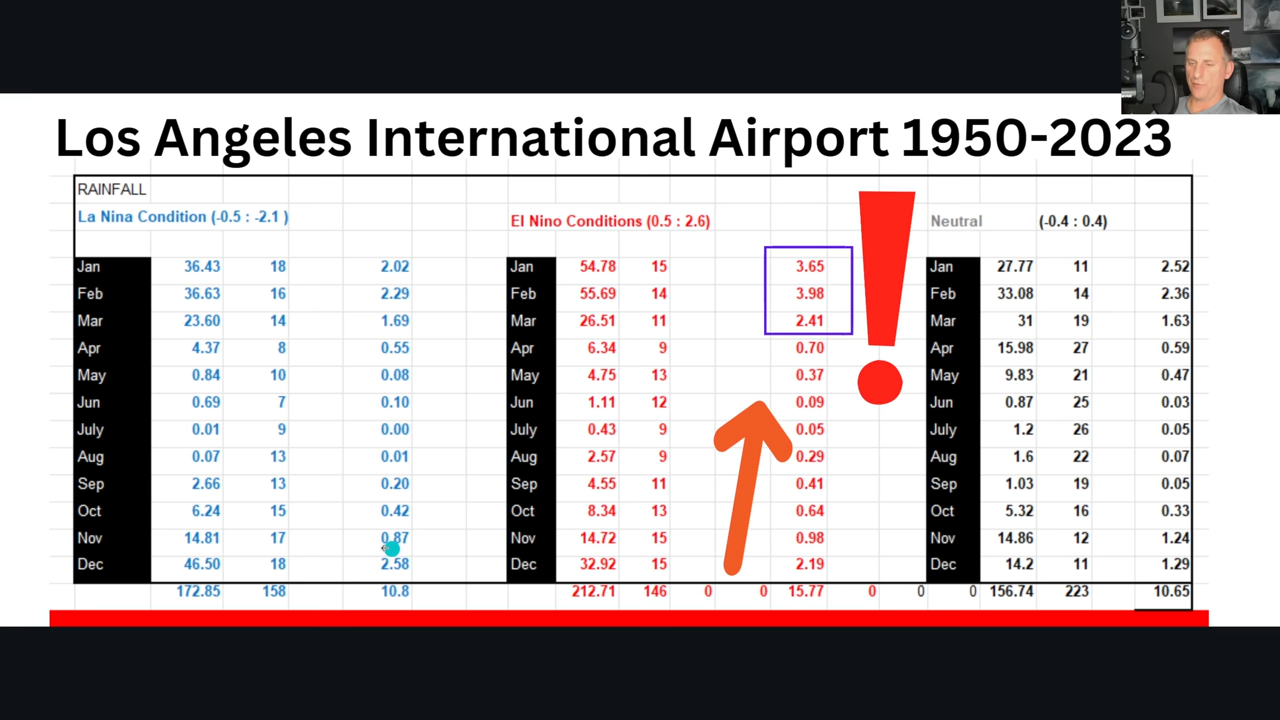 Los Angeles International Airport 1950-2023
RAINFALL
La Nina Condition (-0.5 : -2.1 ) El Nino Conditions (0.5 : 2.6) Neutral (-0.4 : 0.4)
Jan 36.43 18 2.02 Jan 54.78 15 3.65 Jan 27.77 11 2.52
Feb 36.63 16 2.29 Feb 55.69 14 3.98 Feb 33.08 14 2.36
Mar 23.60 14 1.69 Mar 26.51 11 2.41 Mar 31 19 1.63
Apr 4.37 8 0.55 Apr 6.34 9 0.70 Apr 15.98 27 0.59
May 0.84 10 0.08 May 4.75 13 0.37 May 9.83 21 0.47
Jun 0.69 7 0.10 Jun 1.11 12 0.09 Jun 0.87 25 0.03
July 0.01 9 0.00 July 0.43 9 0.05 July 1.2 26 0.05
Aug 0.07 13 0.01 Aug 2.57 9 0.29 Aug 1.6 22 0.07
Sep 2.66 13 0.20 Sep 4.55 11 0.41 Sep 1.03 19 0.05
Oct 6.24 15 0.42 Oct 8.34 13 0.64 Oct 5.32 16 0.33
Nov 14.81 17 0.87 Nov 14.72 15 0.98 Nov 14.86 12 1.24
Dec 46.50 18 2.58 Dec 32.92 15 2.19 Dec 14.2 11 1.29
172.85 158 10.8 212.71 146 0 0 15.77 0 0 0 156.74 223 10.65